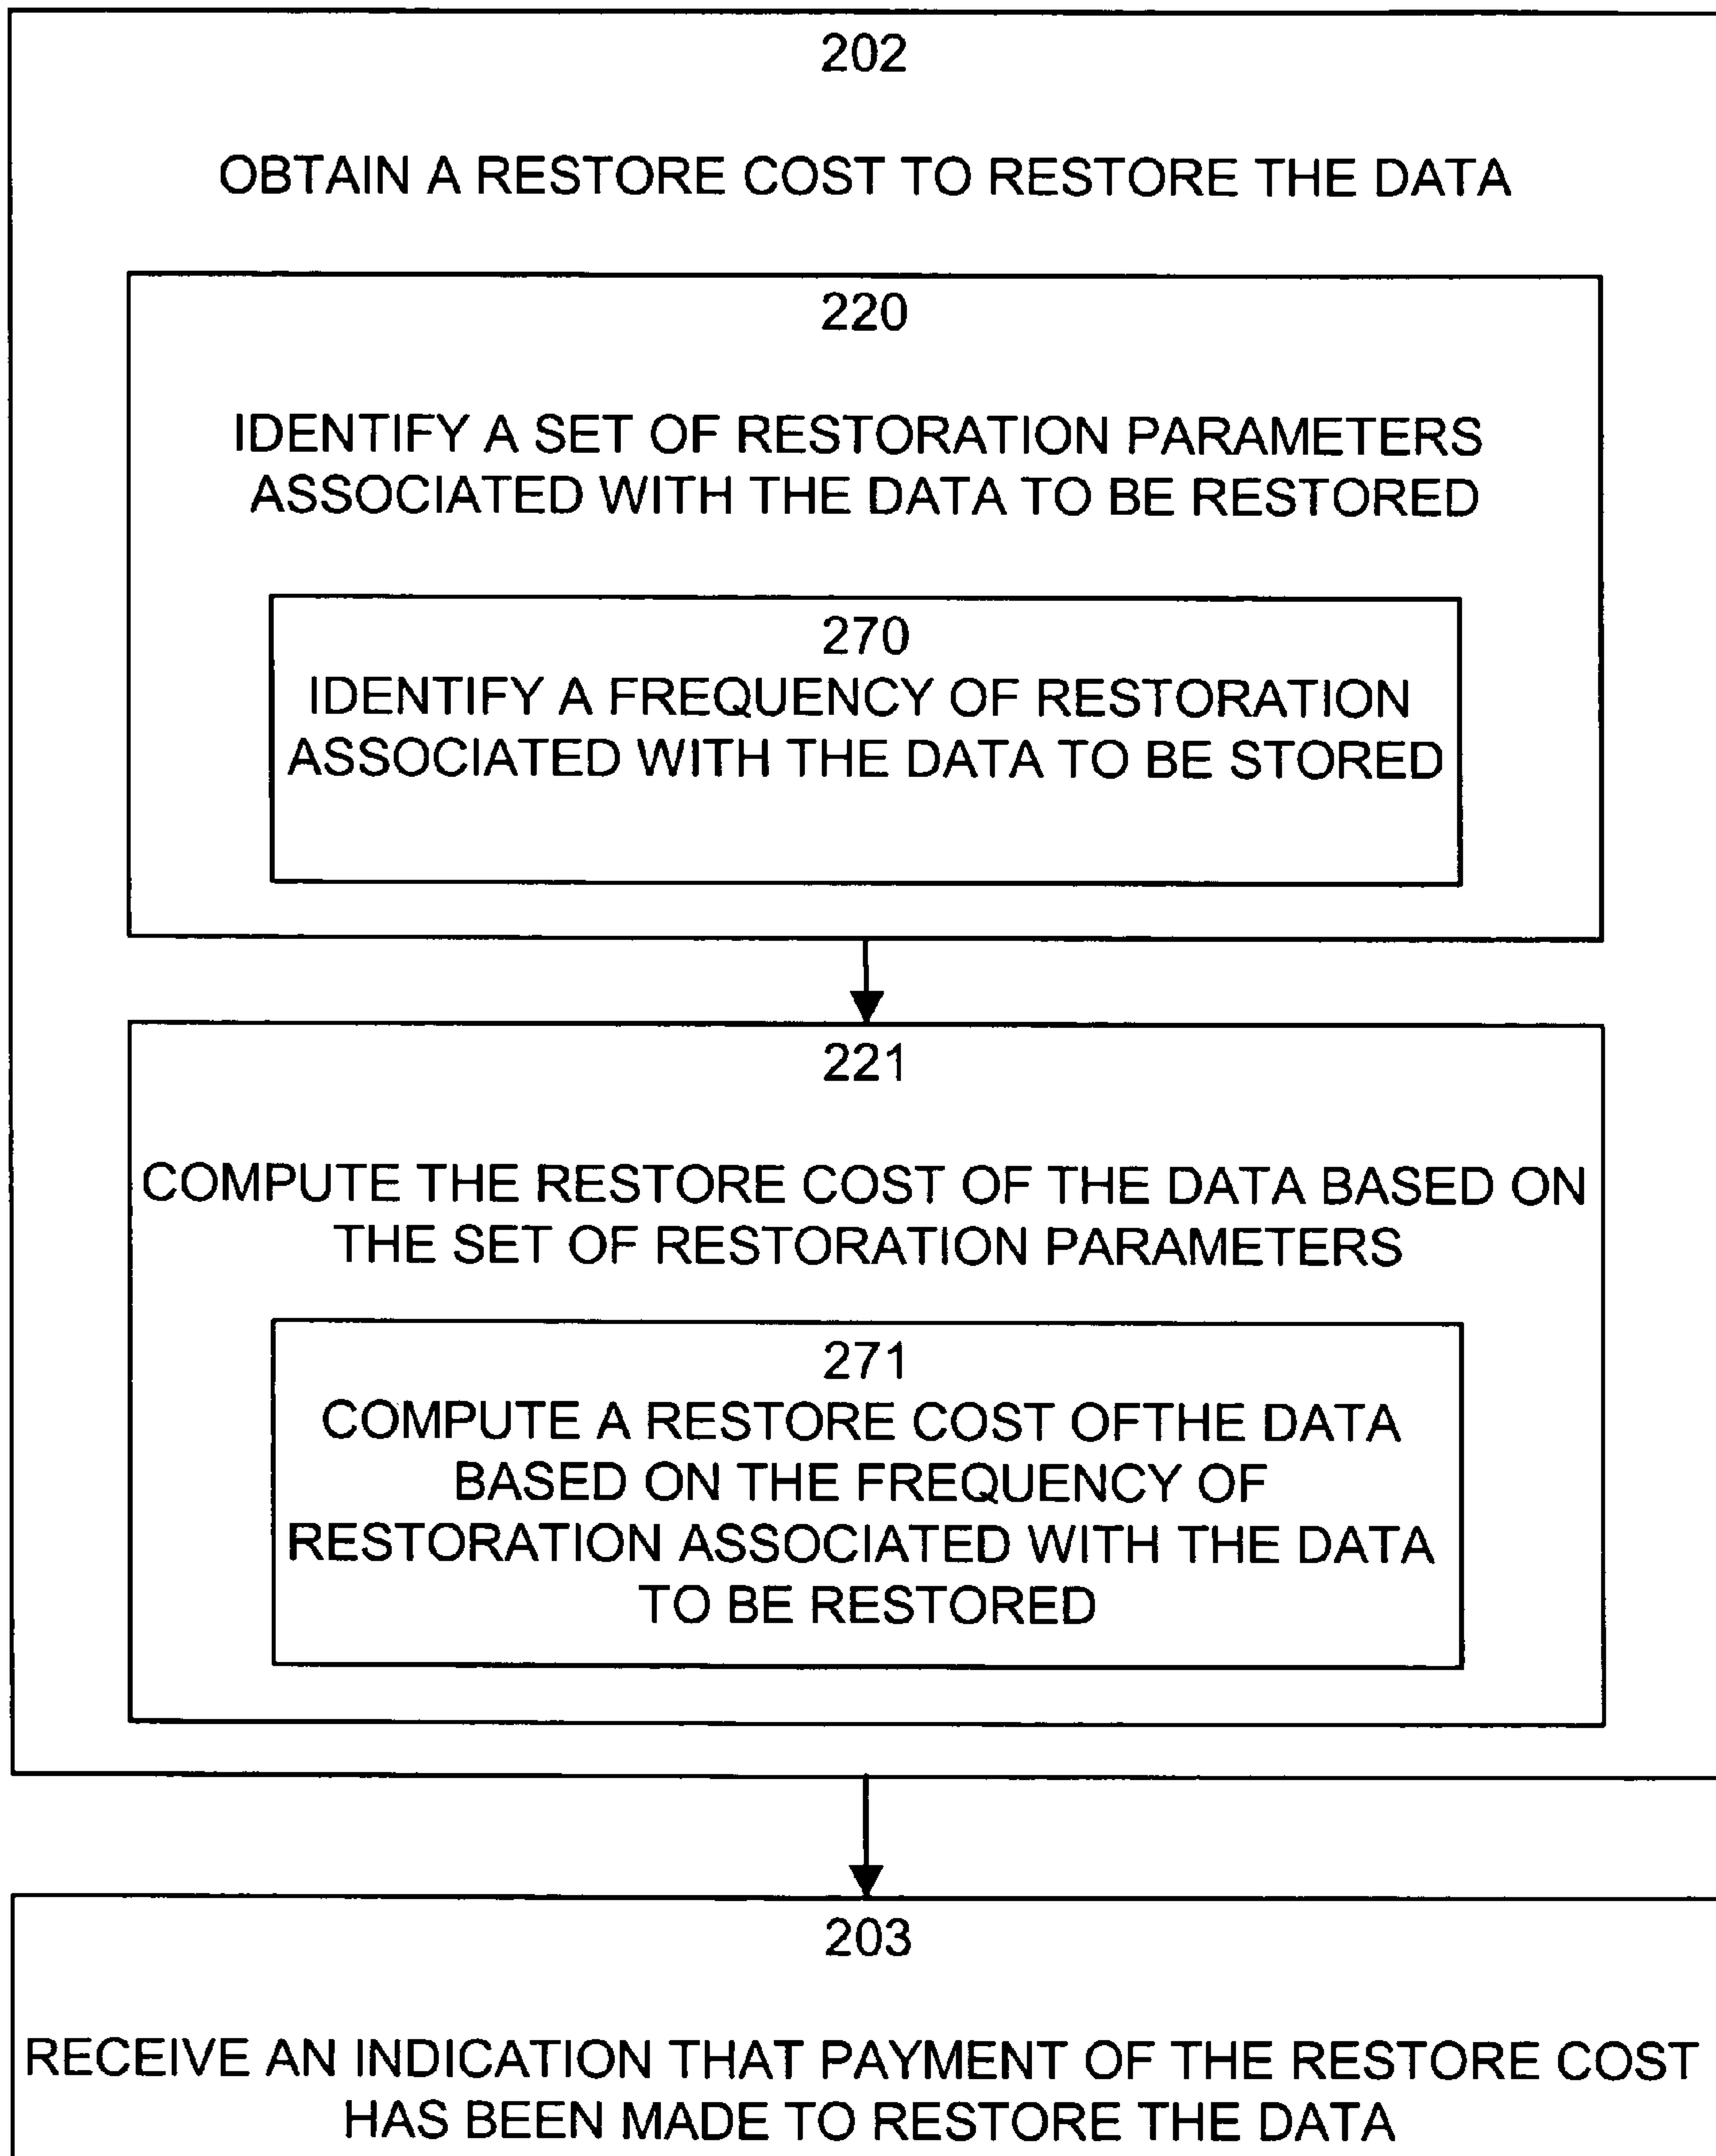 202
OBTAIN A RESTORE COST TO RESTORE THE DATA
220
IDENTIFY A SET OF RESTORATION PARAMETERS
ASSOCIATED WITH THE DATA TO BE RESTORED
270
IDENTIFY A FREQUENCY OF RESTORATION
ASSOCIATED WITH THE DATA TO BE STORED
221
COMPUTE THE RESTORE COST OF THE DATA BASED ON
THE SET OF RESTORATION PARAMETERS
271
COMPUTE A RESTORE COST OFTHE DATA
BASED ON THE FREQUENCY OF
RESTORATION ASSOCIATED WITH THE DATA
TO BE RESTORED
203
RECEIVE AN INDICATION THAT PAYMENT OF THE RESTORE COST
HAS BEEN MADE TO RESTORE THE DATA